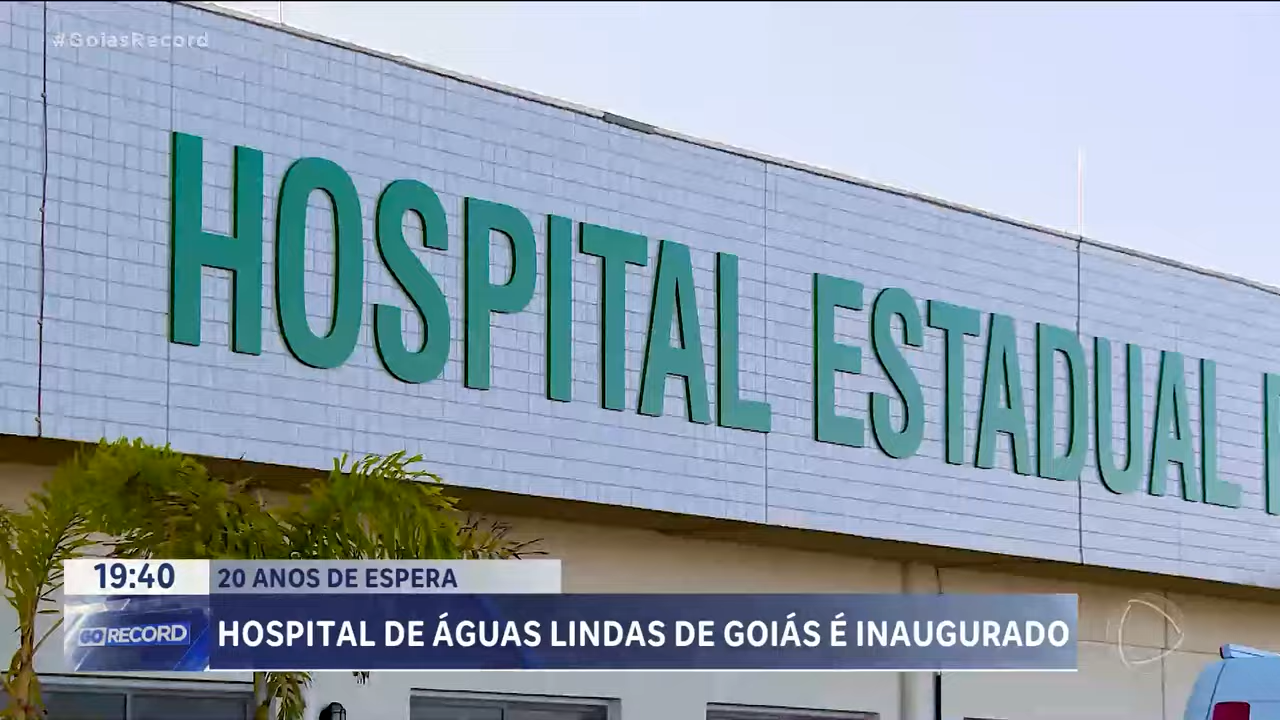 #GoiasRecord
HOSPITAL ESTADUAL
19:40
20 ANOS DE ESPERA
GO RECORD
HOSPITAL DE ÁGUAS LINDAS DE GOIÁS É INAUGURADO